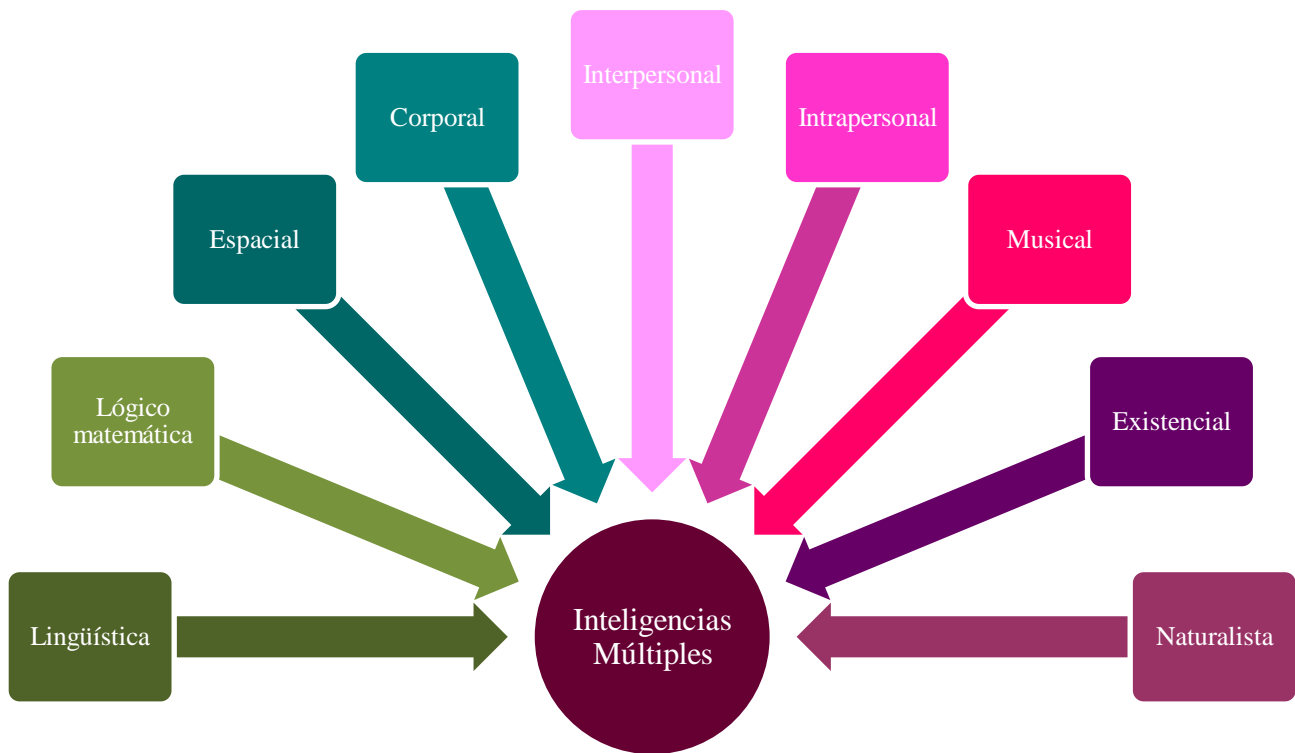 Interpersonal
Corporal
Intrapersonal
Espacial
Musical
Lógico
matemática
Existencial
Lingüística
Inteligencias
Múltiples
Naturalista